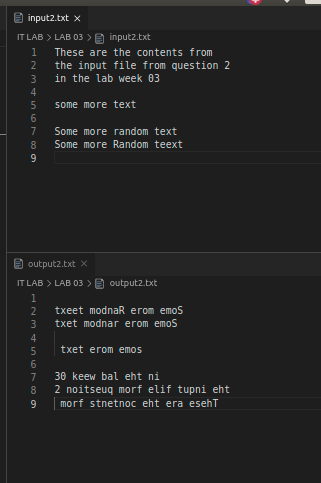 input2.txt ×
IT LAB > LAB 03 > input2.txt
1 These are the contents from
2 the input file from question 2
3 in the lab week 03
4
5 some more text
6
7 Some more random text
8 Some more Random teext
9
output2.txt ×
IT LAB > LAB 03 > output2.txt
1
2 txeet modnaR erom emoS
3 txet modnar erom emoS
4
5 txet erom emos
6
7 30 keew bal eht ni
8 2 noitseuq morf elif tupni eht
9 morf stnetnoc eht era esehT